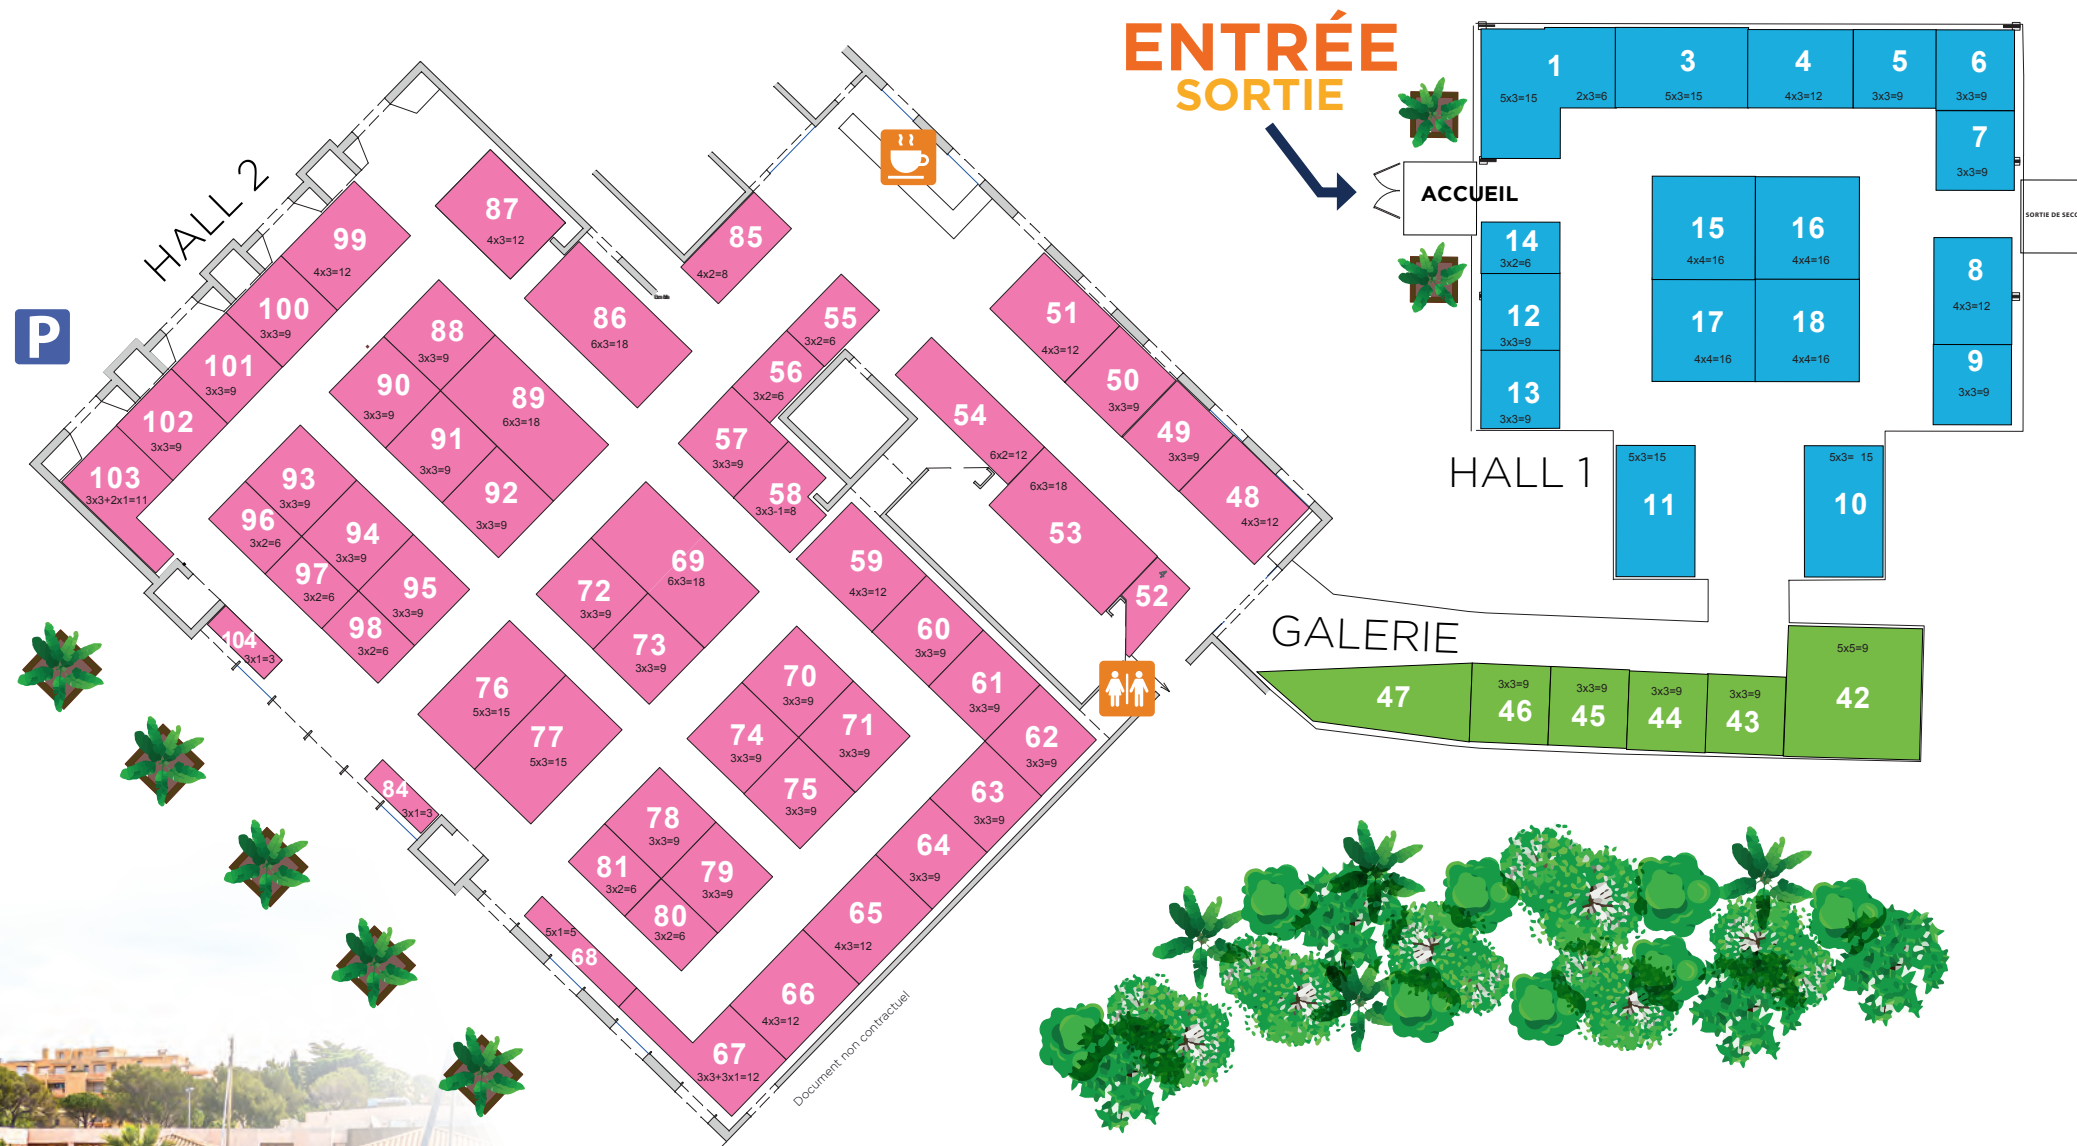 ENTRÉE
SORTIE
ACCUEIL
1
5x3=15
2x3=6
3
5x3=15
4
4x3=12
5
3x3=9
6
3x3=9
7
3x3=9
SORTIE DE SECO
14
3x2=6
12
3x3=9
13
3x3=9
15
4x4=16
16
4x4=16
17
4x4=16
18
4x4=16
8
4x3=12
9
3x3=9
HALL 1
5x3=15
11
5x3= 15
10
GALERIE
47
3x3=9
46
3x3=9
45
3x3=9
44
3x3=9
43
5x5=9
42
HALL 2
P
87
4x3=12
85
4x2=8
86
6x3=18
99
4x3=12
100
3x3=9
101
3x3=9
102
3x3=9
103
3x3+2x1=11
104
3x1=3
88
3x3=9
89
6x3=18
90
3x3=9
91
3x3=9
92
3x3=9
93
3x3=9
94
3x3=9
95
3x3=9
96
3x2=6
97
3x2=6
98
3x2=6
55
3x2=6
56
3x2=6
57
3x3=9
58
3x3-1=8
51
4x3=12
50
3x3=9
49
3x3=9
48
4x3=12
54
6x2=12
6x3=18
53
52
59
4x3=12
60
3x3=9
61
3x3=9
62
3x3=9
63
3x3=9
64
3x3=9
65
4x3=12
66
4x3=12
67
3x3+3x1=12
5x1=5
68
69
6x3=18
72
3x3=9
73
3x3=9
70
3x3=9
71
3x3=9
74
3x3=9
75
3x3=9
76
5x3=15
77
5x3=15
78
3x3=9
79
3x3=9
81
3x2=6
80
3x2=6
84
3x1=3
Document non contractuel